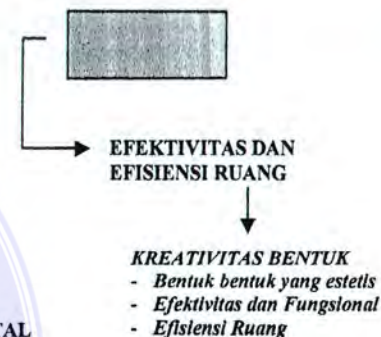 EFEKTIVITAS DAN
EFISIENSI RUANG
KREATIVITAS BENTUK
- Bentuk bentuk yang estetis
- Efektivitas dan Fungsional
- Efisiensi Ruang
TAL